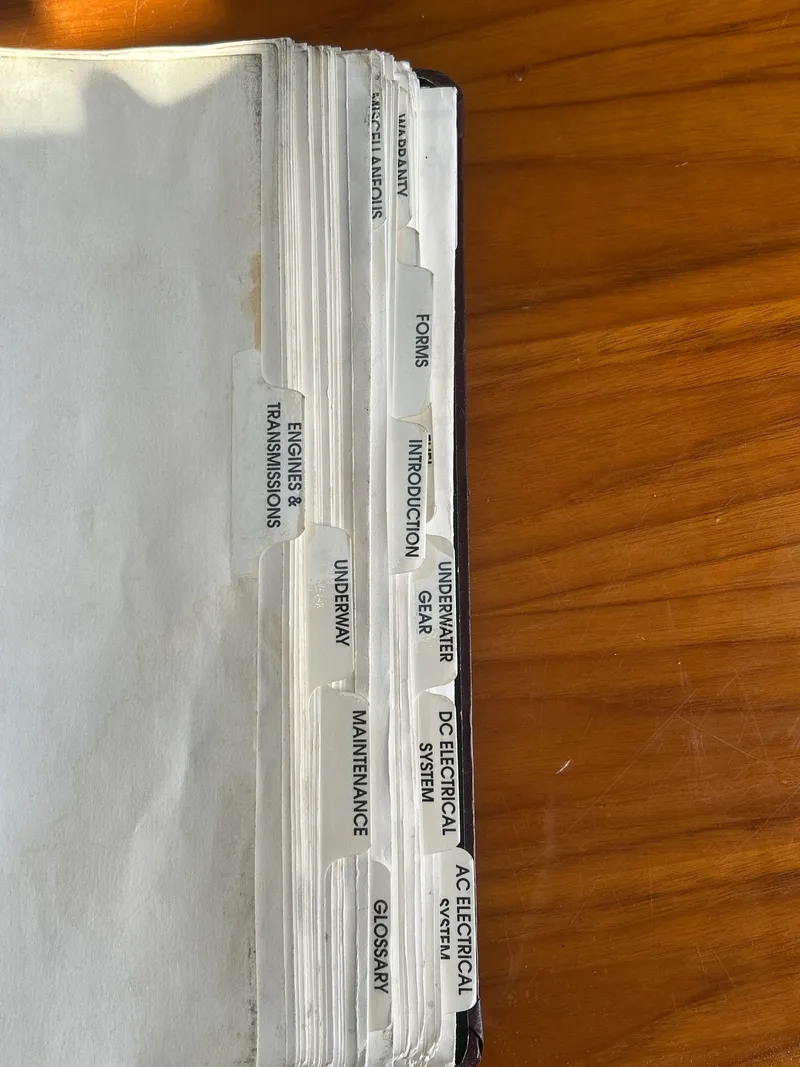 MISCELLANEOUS
WARRANTY
FORMS
INTRODUCTION
ENGINES &
TRANSMISSIONS
UNDERWAY
UNDERWATER
GEAR
MAINTENANCE
DC ELECTRICAL
SYSTEM
GLOSSARY
AC ELECTRICAL
SYSTEM